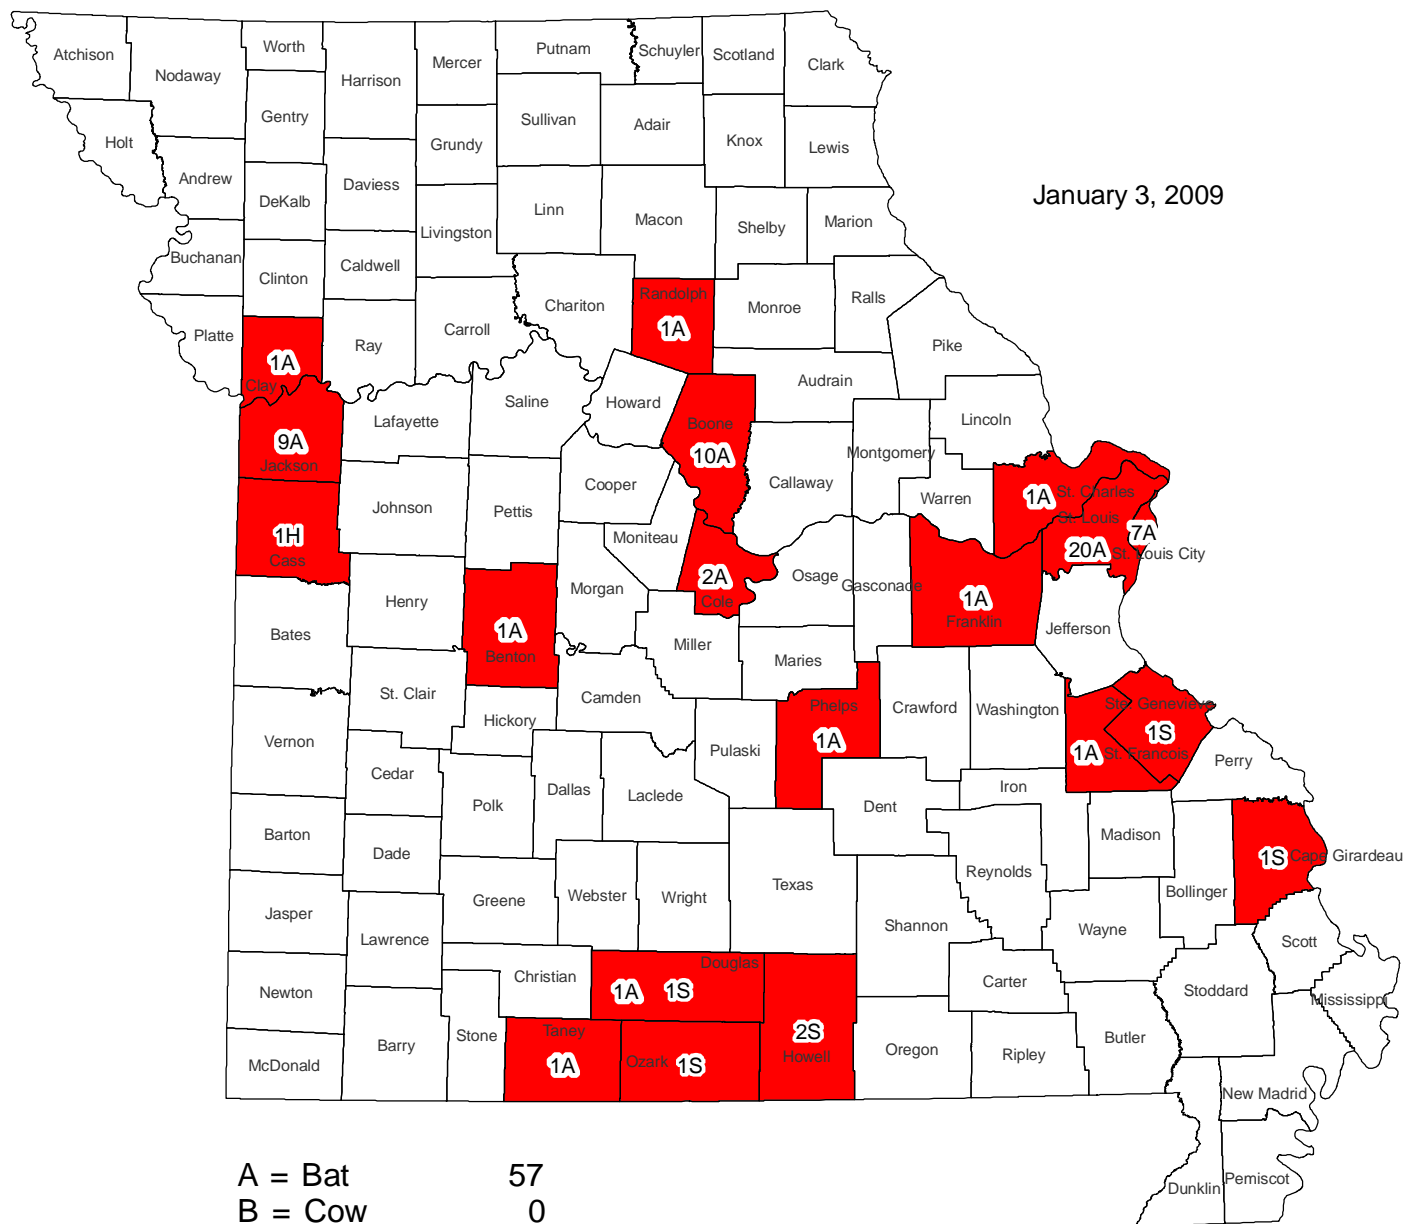 Atchison
Nodaway
Worth
Harrison
Mercer
Putnam
Schuyler
Scotland
Clark
Holt
Gentry
Grundy
Sullivan
Adair
Knox
Lewis
January 3, 2009
Andrew
DeKalb
Daviess
Livingston
Linn
Macon
Shelby
Marion
Buchanan
Clinton
Caldwell
Chariton
Randolph
1A
Monroe
Ralls
Platte
Ray
Carroll
Pike
1A
Clay
Audrain
Lafayette
Saline
Howard
Boone
10A
Lincoln
9A
Jackson
Montgomery
Johnson
Pettis
Cooper
Callaway
Warren
1A St. Charles
St. Louis
7A
20A St. Louis City
1H
Cass
Moniteau
2A
Cole
Osage
Gasconade
1A
Franklin
Jefferson
Henry
1A
Benton
Morgan
Bates
Miller
Maries
St. Clair
Hickory
Camden
Phelps
1A
Crawford
Washington
Ste. Genevieve
1S
1A St. Francois
Vernon
Pulaski
Perry
Cedar
Polk
Dallas
Laclede
Dent
Iron
Barton
Dade
Madison
1S Cape Girardeau
Texas
Reynolds
Jasper
Greene
Webster
Wright
Bollinger
Lawrence
Shannon
Wayne
Scott
Christian
Douglas
1A 1S
Newton
Carter
Stoddard
Mississippi
McDonald
Barry
Stone
Taney
1A
Ozark 1S
2S
Howell
Oregon
Ripley
Butler
New Madrid
Dunklin
Pemiscot
A = Bat 57
B = Cow 0